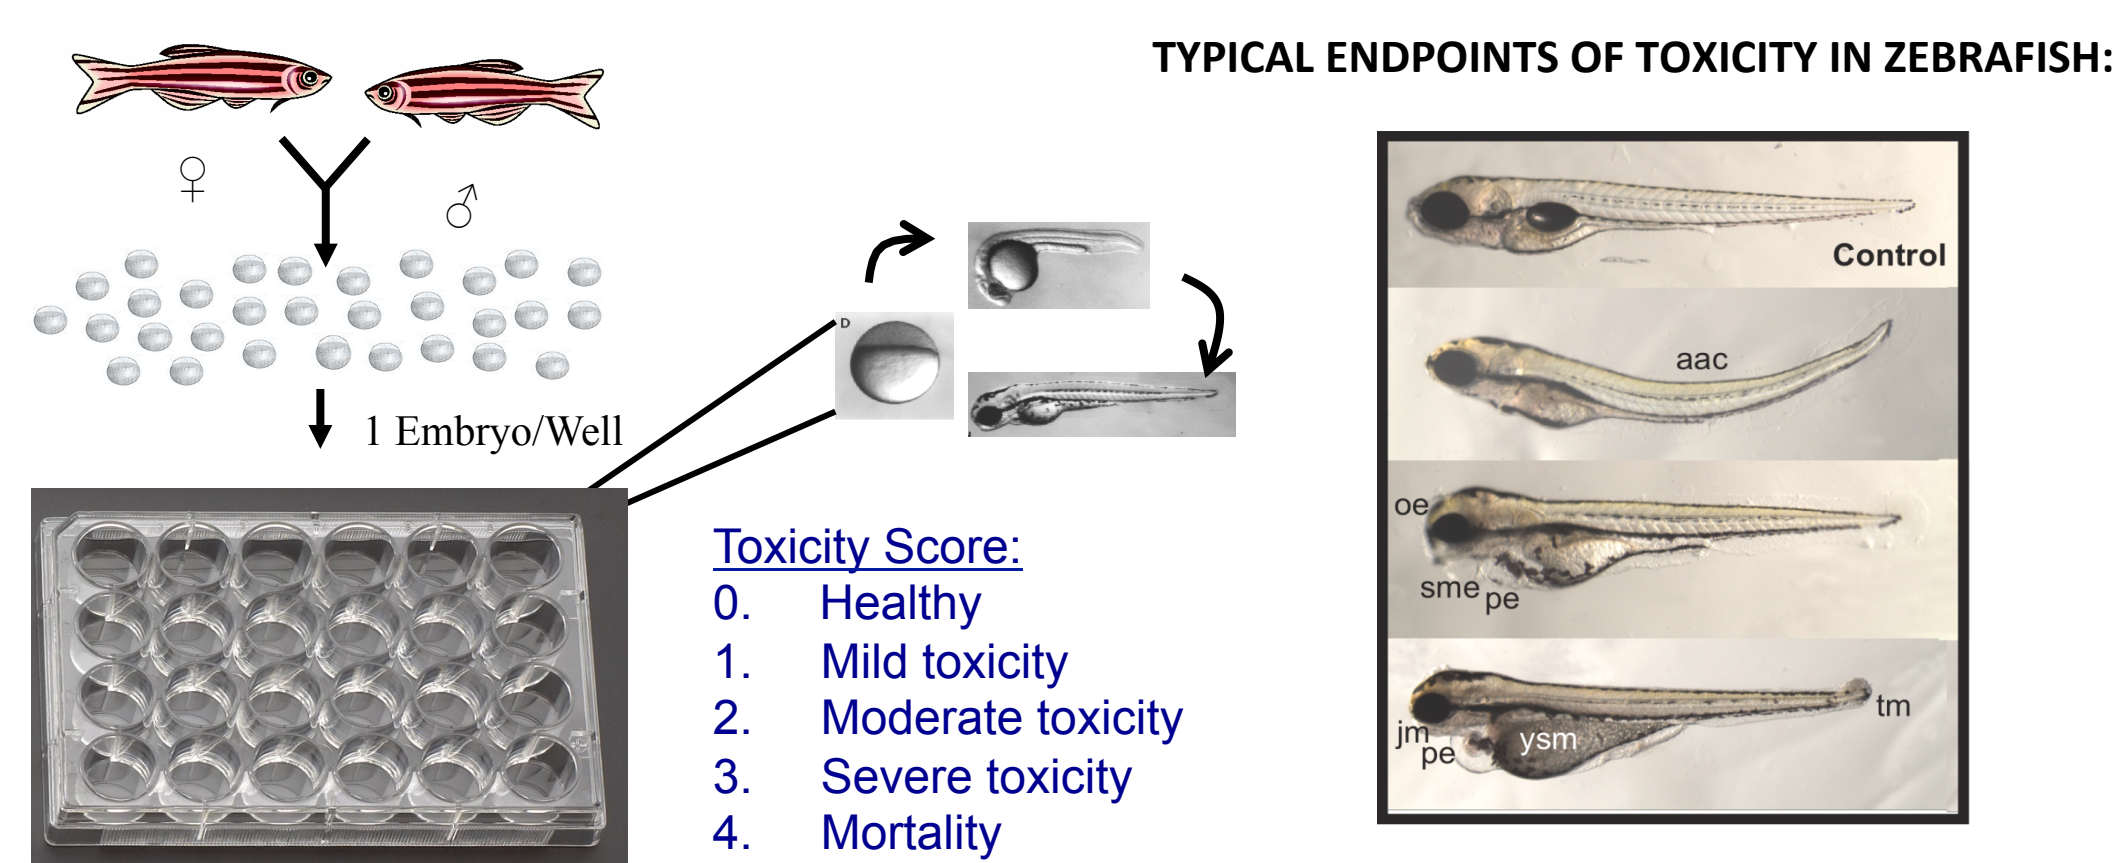 TYPICAL ENDPOINTS OF TOXICITY IN ZEBRAFISH:
♀
♂
1 Embryo/Well
D
Toxicity Score:
0. Healthy
1. Mild toxicity
2. Moderate toxicity
3. Severe toxicity
4. Mortality
Control
aac
oe
sme pe
tm
jm
pe
ysm